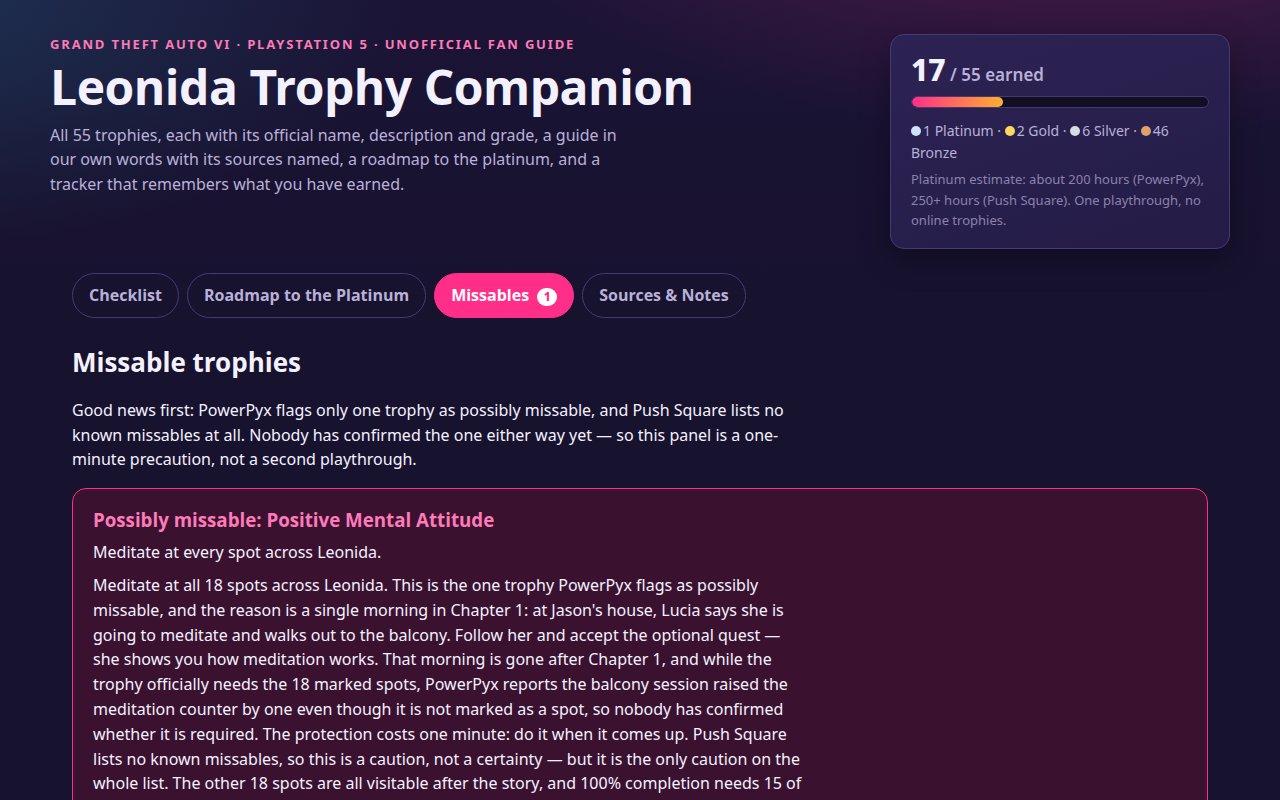 GRAND THEFT AUTO VI · PLAYSTATION 5 · UNOFFICIAL FAN GUIDE
Leonida Trophy Companion
All 55 trophies, each with its official name, description and grade, a guide in
our own words with its sources named, a roadmap to the platinum, and a
tracker that remembers what you have earned.
17 / 55 earned
1 Platinum · 2 Gold · 6 Silver · 46
Bronze
Platinum estimate: about 200 hours (PowerPyx),
250+ hours (Push Square). One playthrough, no
online trophies.
Checklist
Roadmap to the Platinum
Missables 1
Sources & Notes
Missable trophies
Good news first: PowerPyx flags only one trophy as possibly missable, and Push Square lists no
known missables at all. Nobody has confirmed the one either way yet — so this panel is a one-
minute precaution, not a second playthrough.
Possibly missable: Positive Mental Attitude
Meditate at every spot across Leonida.
Meditate at all 18 spots across Leonida. This is the one trophy PowerPyx flags as possibly
missable, and the reason is a single morning in Chapter 1: at Jason's house, Lucia says she is
going to meditate and walks out to the balcony. Follow her and accept the optional quest —
she shows you how meditation works. That morning is gone after Chapter 1, and while the
trophy officially needs the 18 marked spots, PowerPyx reports the balcony session raised the
meditation counter by one even though it is not marked as a spot, so nobody has confirmed
whether it is required. The protection costs one minute: do it when it comes up. Push Square
lists no known missables, so this is a caution, not a certainty — but it is the only caution on the
whole list. The other 18 spots are all visitable after the story, and 100% completion needs 15 of